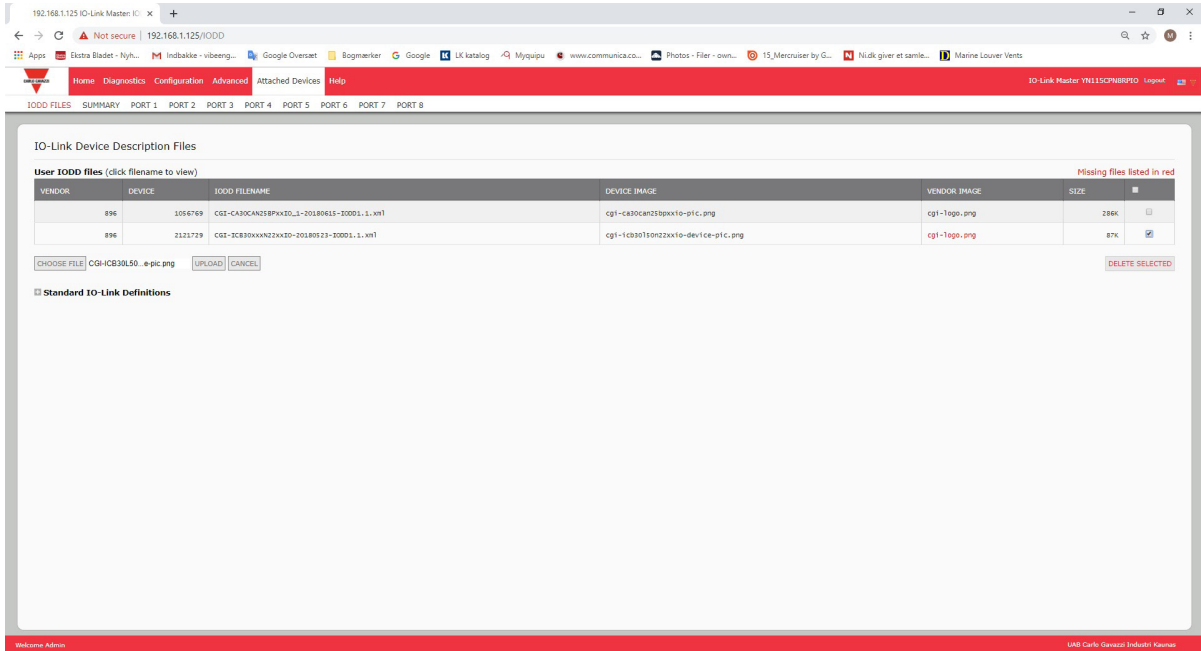 192.168.1.125 IO-Link Master: IO
Not secure | 192.168.1.125/IODD
Apps Ekstra Bladet - Nyh... Indbakke - vibeeng... Google Oversæt Bogmærker Google LK katalog Myquipu www.communica.co... Photos - Filer - own... 15_Mercruiser by G... Ni.dk giver et samle... Marine Louver Vents
CARLO GAVAZZI Home Diagnostics Configuration Advanced Attached Devices Help IO-Link Master YN115CPN8RPIO Logout
IODD FILES SUMMARY PORT 1 PORT 2 PORT 3 PORT 4 PORT 5 PORT 6 PORT 7 PORT 8
IO-Link Device Description Files
User IODD files (click filename to view) Missing files listed in red
VENDOR DEVICE IODD FILENAME DEVICE IMAGE VENDOR IMAGE SIZE
896 1056769 CGI-CA30CAN25BPxxIO_1-20180615-IODD1.1.xml cgi-ca30can25bpxxio-pic.png cgi-logo.png 286K
896 2121729 CGI-ICB30XXXN22XXIO-20180523-IODD1.1.xml cgi-icb30l50n22xxio-device-pic.png cgi-logo.png 87K
CHOOSE FILE CGI-ICB30L50...e-pic.png UPLOAD CANCEL DELETE SELECTED
Standard IO-Link Definitions
Welcome Admin UAB Carlo Gavazzi Industri Kaunas